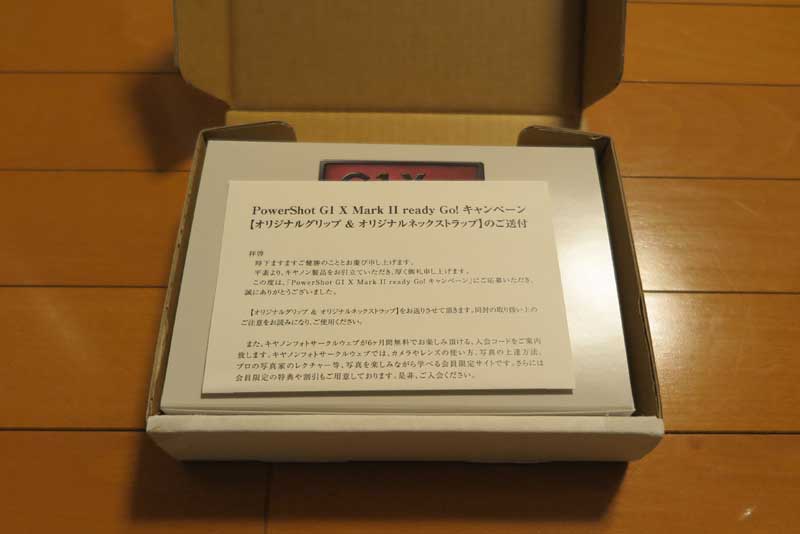 G1 X
PowerShot G1 X Mark II ready Go! キャンペーン
【オリジナルグリップ & オリジナルネックストラップ】のご送付
拝啓
時下ますますご健勝のこととお慶び申し上げます。
平素より、キヤノン製品をお引立ていただき、厚く御礼申し上げます。
この度は、「PowerShot G1 X Mark II ready Go! キャンペーン」にご応募いただき、
誠にありがとうございました。
【オリジナルグリップ & オリジナルネックストラップ】をお送りさせて頂きます。同封の取り扱い上の
ご注意をお読みになり、ご使用ください。
また、キヤノンフォトサークルウェブが6ヶ月間無料でお楽しみ頂ける、入会コードをご案内
致します。キヤノンフォトサークルウェブでは、カメラやレンズの使い方、写真の上達方法、
プロの写真家のレクチャー等、写真を楽しみながら学べる会員限定サイトです。さらには
会員限定の特典や割引もご用意しております。是非、ご入会ください。